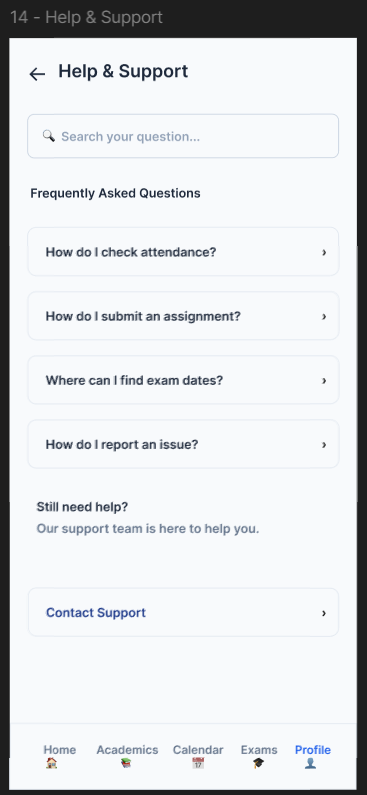 14 - Help & Support
← Help & Support
🔍 Search your question...
Frequently Asked Questions
How do I check attendance? ›
How do I submit an assignment? ›
Where can I find exam dates? ›
How do I report an issue? ›
Still need help?
Our support team is here to help you.
Contact Support ›
Home Academics Calendar Exams Profile
17